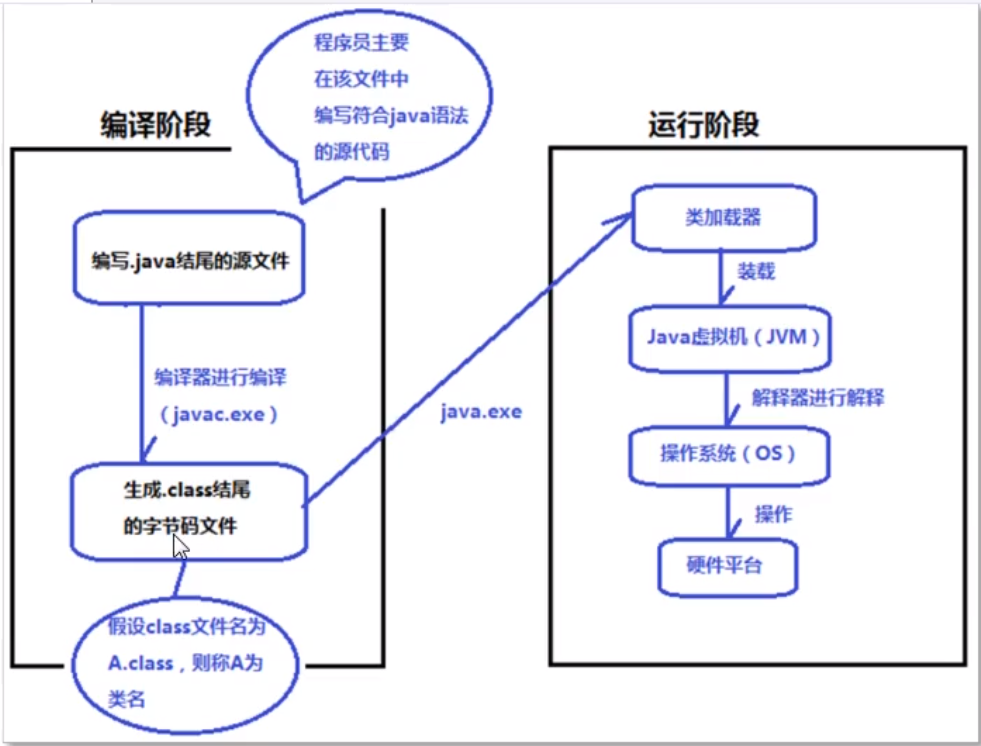 程序员主要
在该文件中
编写符合java语法
的源代码
编译阶段
编写.java结尾的源文件
编译器进行编译
（javac.exe）
生成.class结尾
的字节码文件
假设class文件名为
A.class，则称A为
类名
java.exe
运行阶段
类加载器
装载
Java虚拟机（JVM）
解释器进行解释
操作系统（OS）
操作
硬件平台